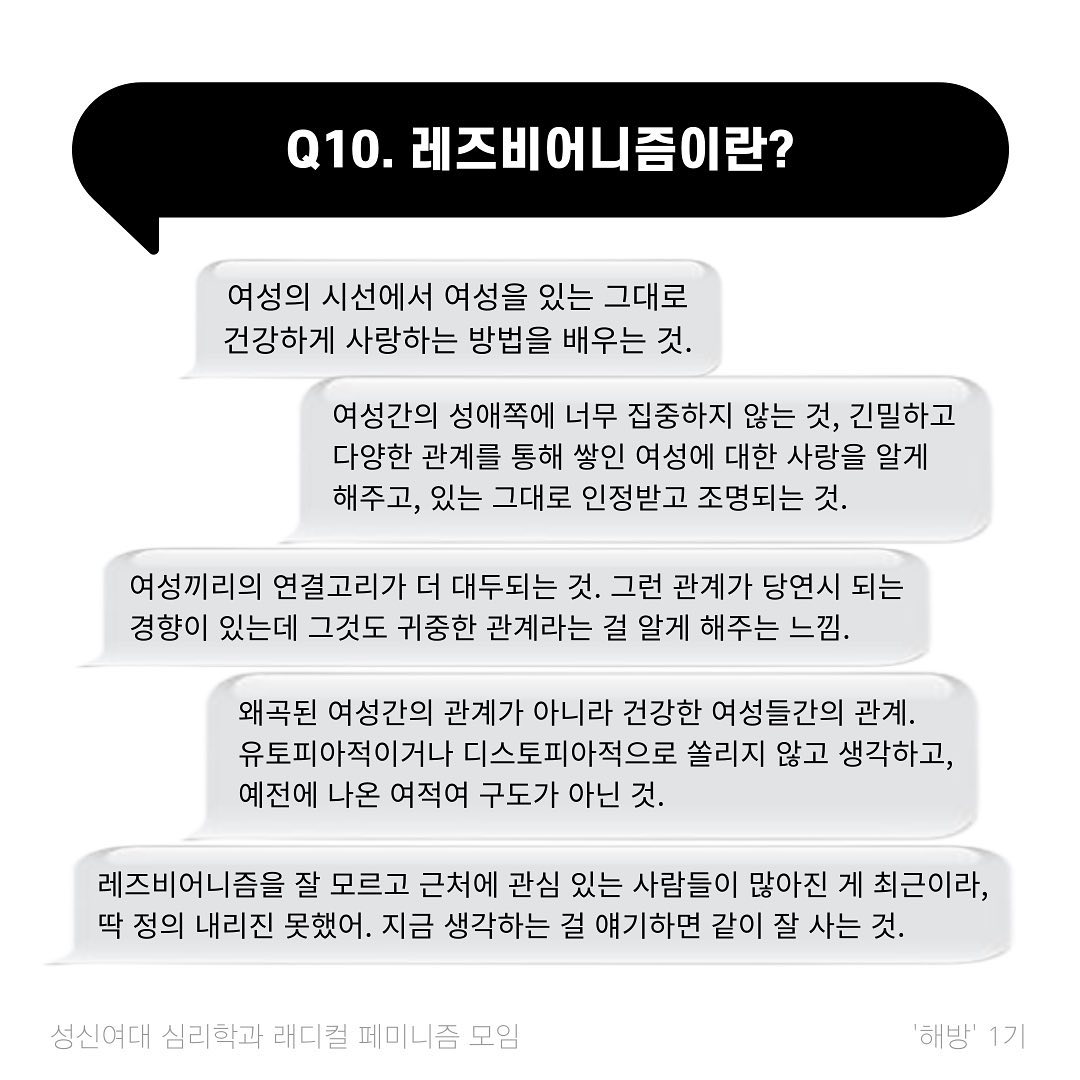 Q10. 레즈비어니즘이란?
여성의 시선에서 여성을 있는 그대로
건강하게 사랑하는 방법을 배우는 것.
여성간의 성애쪽에 너무 집중하지 않는 것, 긴밀하고
다양한 관계를 통해 쌓인 여성에 대한 사랑을 알게
해주고, 있는 그대로 인정받고 조명되는 것.
여성끼리의 연결고리가 더 대두되는 것. 그런 관계가 당연시 되는
경향이 있는데 그것도 귀중한 관계라는 걸 알게 해주는 느낌.
왜곡된 여성간의 관계가 아니라 건강한 여성들간의 관계.
유토피아적이거나 디스토피아적으로 쏠리지 않고 생각하고,
예전에 나온 여적여 구도가 아닌 것.
레즈비어니즘을 잘 모르고 근처에 관심 있는 사람들이 많아진 게 최근이라,
딱 정의 내리진 못했어. 지금 생각하는 걸 얘기하면 같이 잘 사는 것.
성신여대 심리학과 래디컬 페미니즘 모임
'해방' 1기